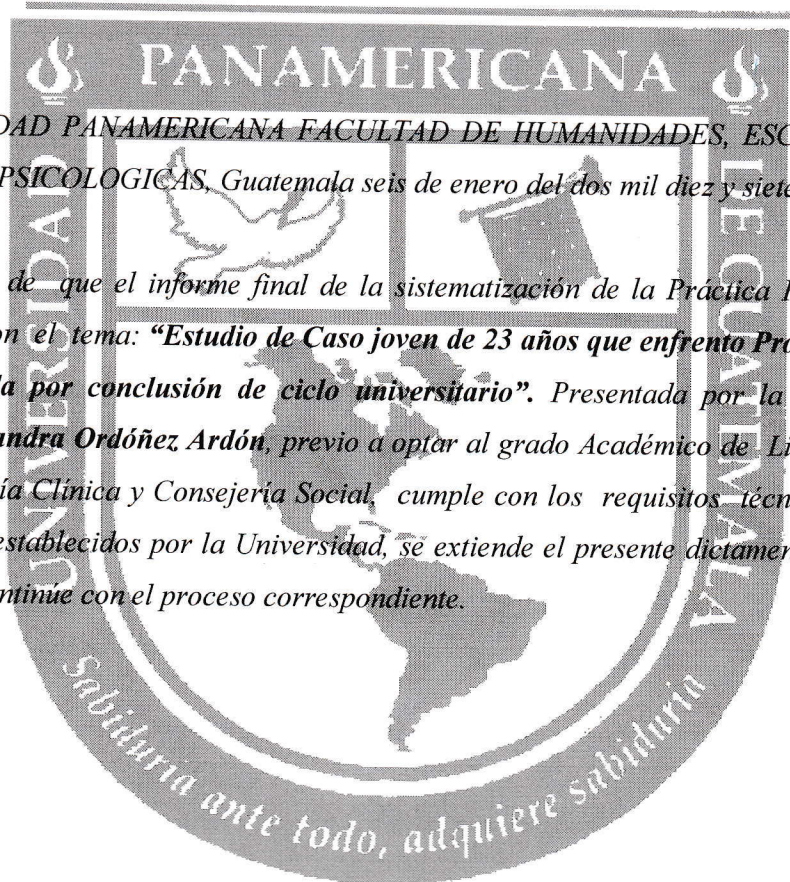 PANAMERICANA
UNIVERSIDAD
DE GUATEMALA
DAD PANAMERICANA FACULTAD DE HUMANIDADES, ESC
PSICOLOGICAS, Guatemala seis de enero del dos mil diez y siete
de que el informe final de la sistematización de la Práctica
on el tema: “Estudio de Caso joven de 23 años que enfrento Pro
a por conclusión de ciclo universitario”. Presentada por la
undra Ordóñez Ardón, previo a optar al grado Académico de Li
ía Clínica y Consejería Social, cumple con los requisitos técn
establecidos por la Universidad, se extiende el presente dictamen
ntinúe con el proceso correspondiente.
Sabiduría ante todo, adquiere sabiduría